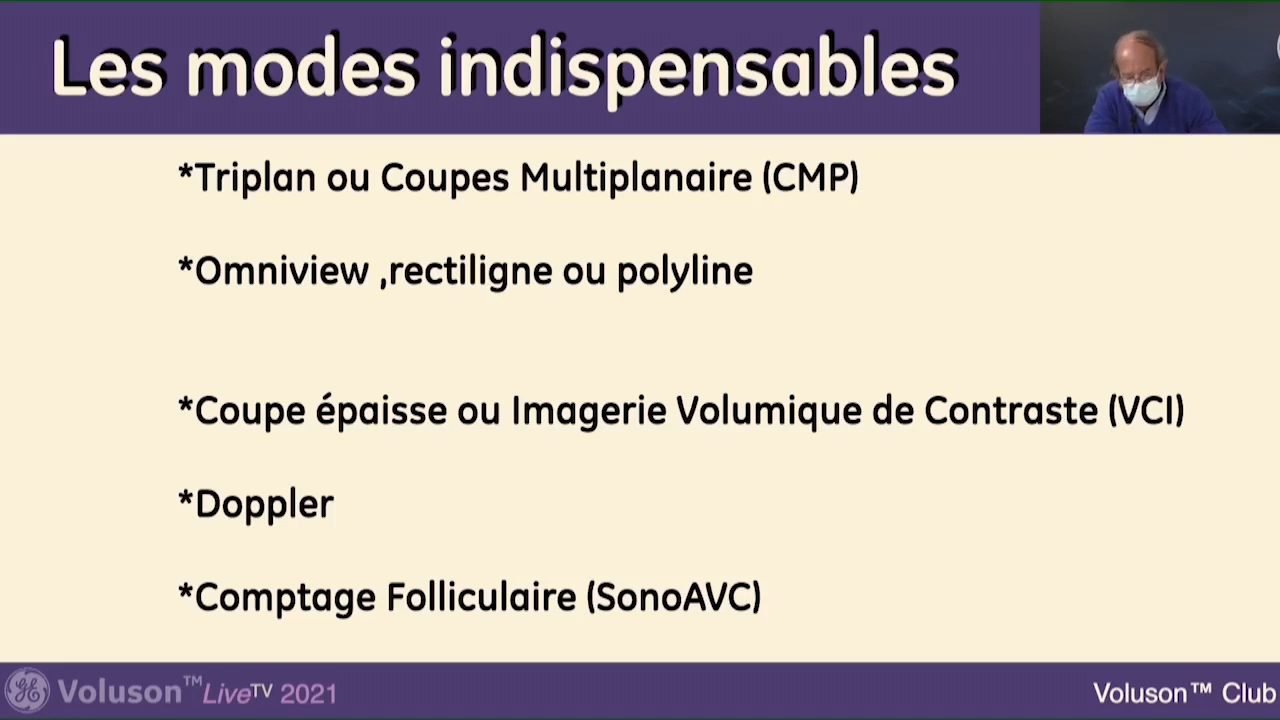 Les modes indispensables
*Triplan ou Coupes Multiplanaire (CMP)
*Omniview ,rectiligne ou polyline
*Coupe épaisse ou Imagerie Volumique de Contraste (VCI)
*Doppler
*Comptage Folliculaire (SonoAVC)
Voluson™ LiveTV 2021
Voluson™ Club